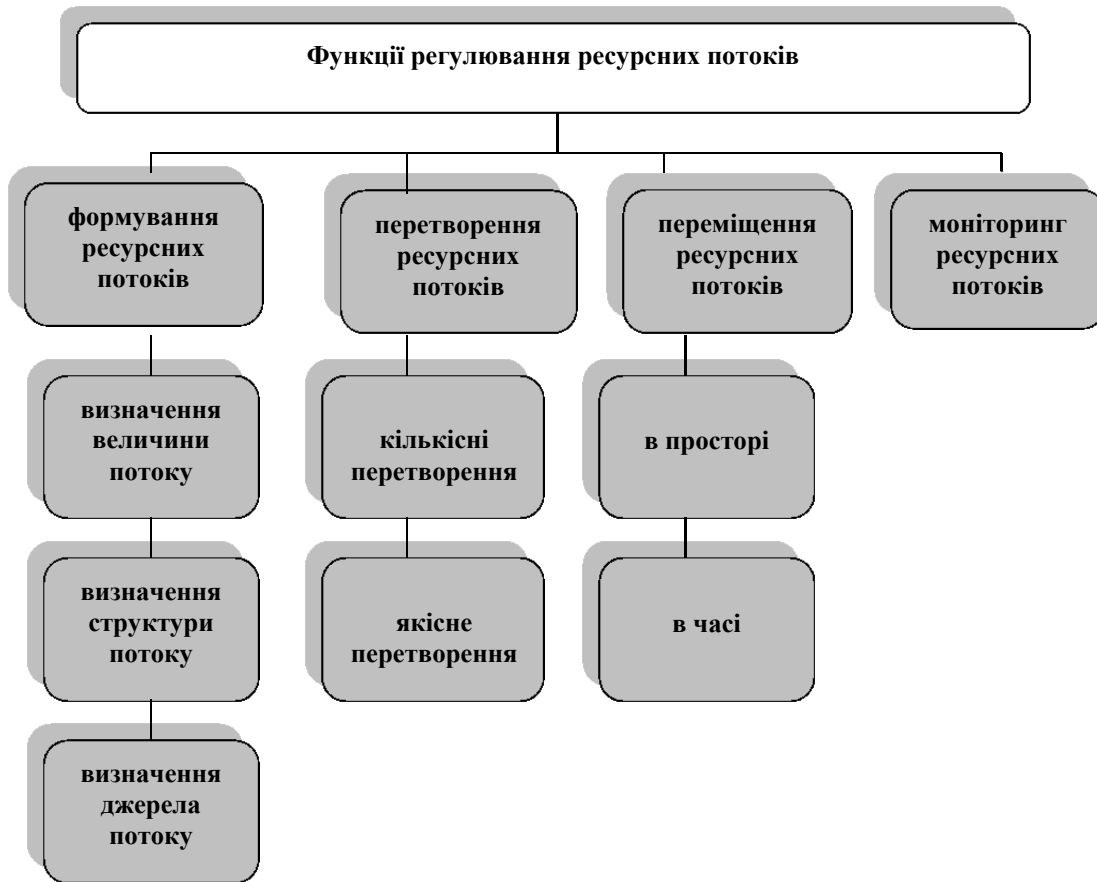 Функції регулювання ресурсних потоків
формування
ресурсних
потоків
перетворення
ресурсних
потоків
переміщення
ресурсних
потоків
моніторинг
ресурсних
потоків
визначення
величини
потоку
кількісні
перетворення
в просторі
визначення
структури
потоку
якісне
перетворення
в часі
визначення
джерела
потоку